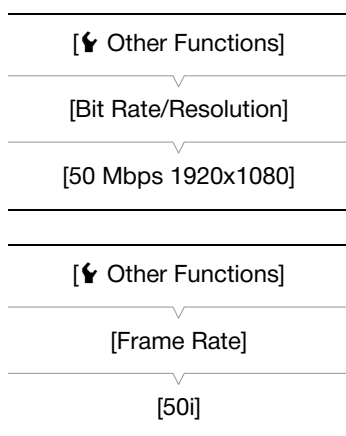 [ Other Functions]
[Bit Rate/Resolution]
[50 Mbps 1920x1080]
[ Other Functions]
[Frame Rate]
[50i]